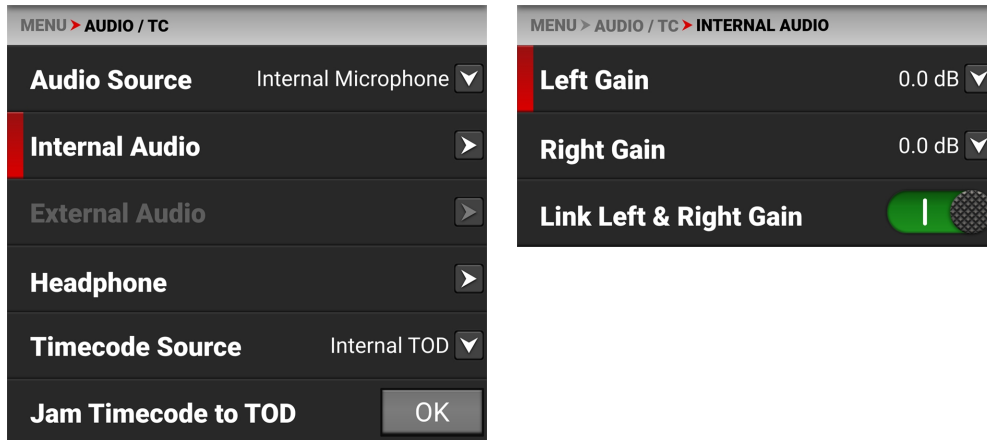 MENU > AUDIO / TC
Audio Source Internal Microphone
Internal Audio
External Audio
Headphone
Timecode Source Internal TOD
Jam Timecode to TOD OK
MENU > AUDIO / TC > INTERNAL AUDIO
Left Gain 0.0 dB
Right Gain 0.0 dB
Link Left & Right Gain